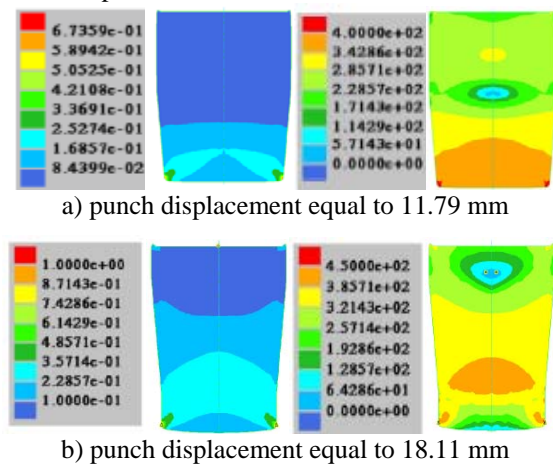 6.7359e-01
5.8942e-01
5.0525e-01
4.2108e-01
3.3691e-01
2.5274e-01
1.6857e-01
8.4399e-02
4.0000e+02
3.4286e+02
2.8571e+02
2.2857e+02
1.7143e+02
1.1429e+02
5.7143e+01
0.0000e+00
a) punch displacement equal to 11.79 mm
1.0000e+00
8.7143e-01
7.4286e-01
6.1429e-01
4.8571e-01
3.5714e-01
2.2857e-01
1.0000e-01
4.5000e+02
3.8571e+02
3.2143e+02
2.5714e+02
1.9286e+02
1.2857e+02
6.4286e+01
0.0000e+00
b) punch displacement equal to 18.11 mm